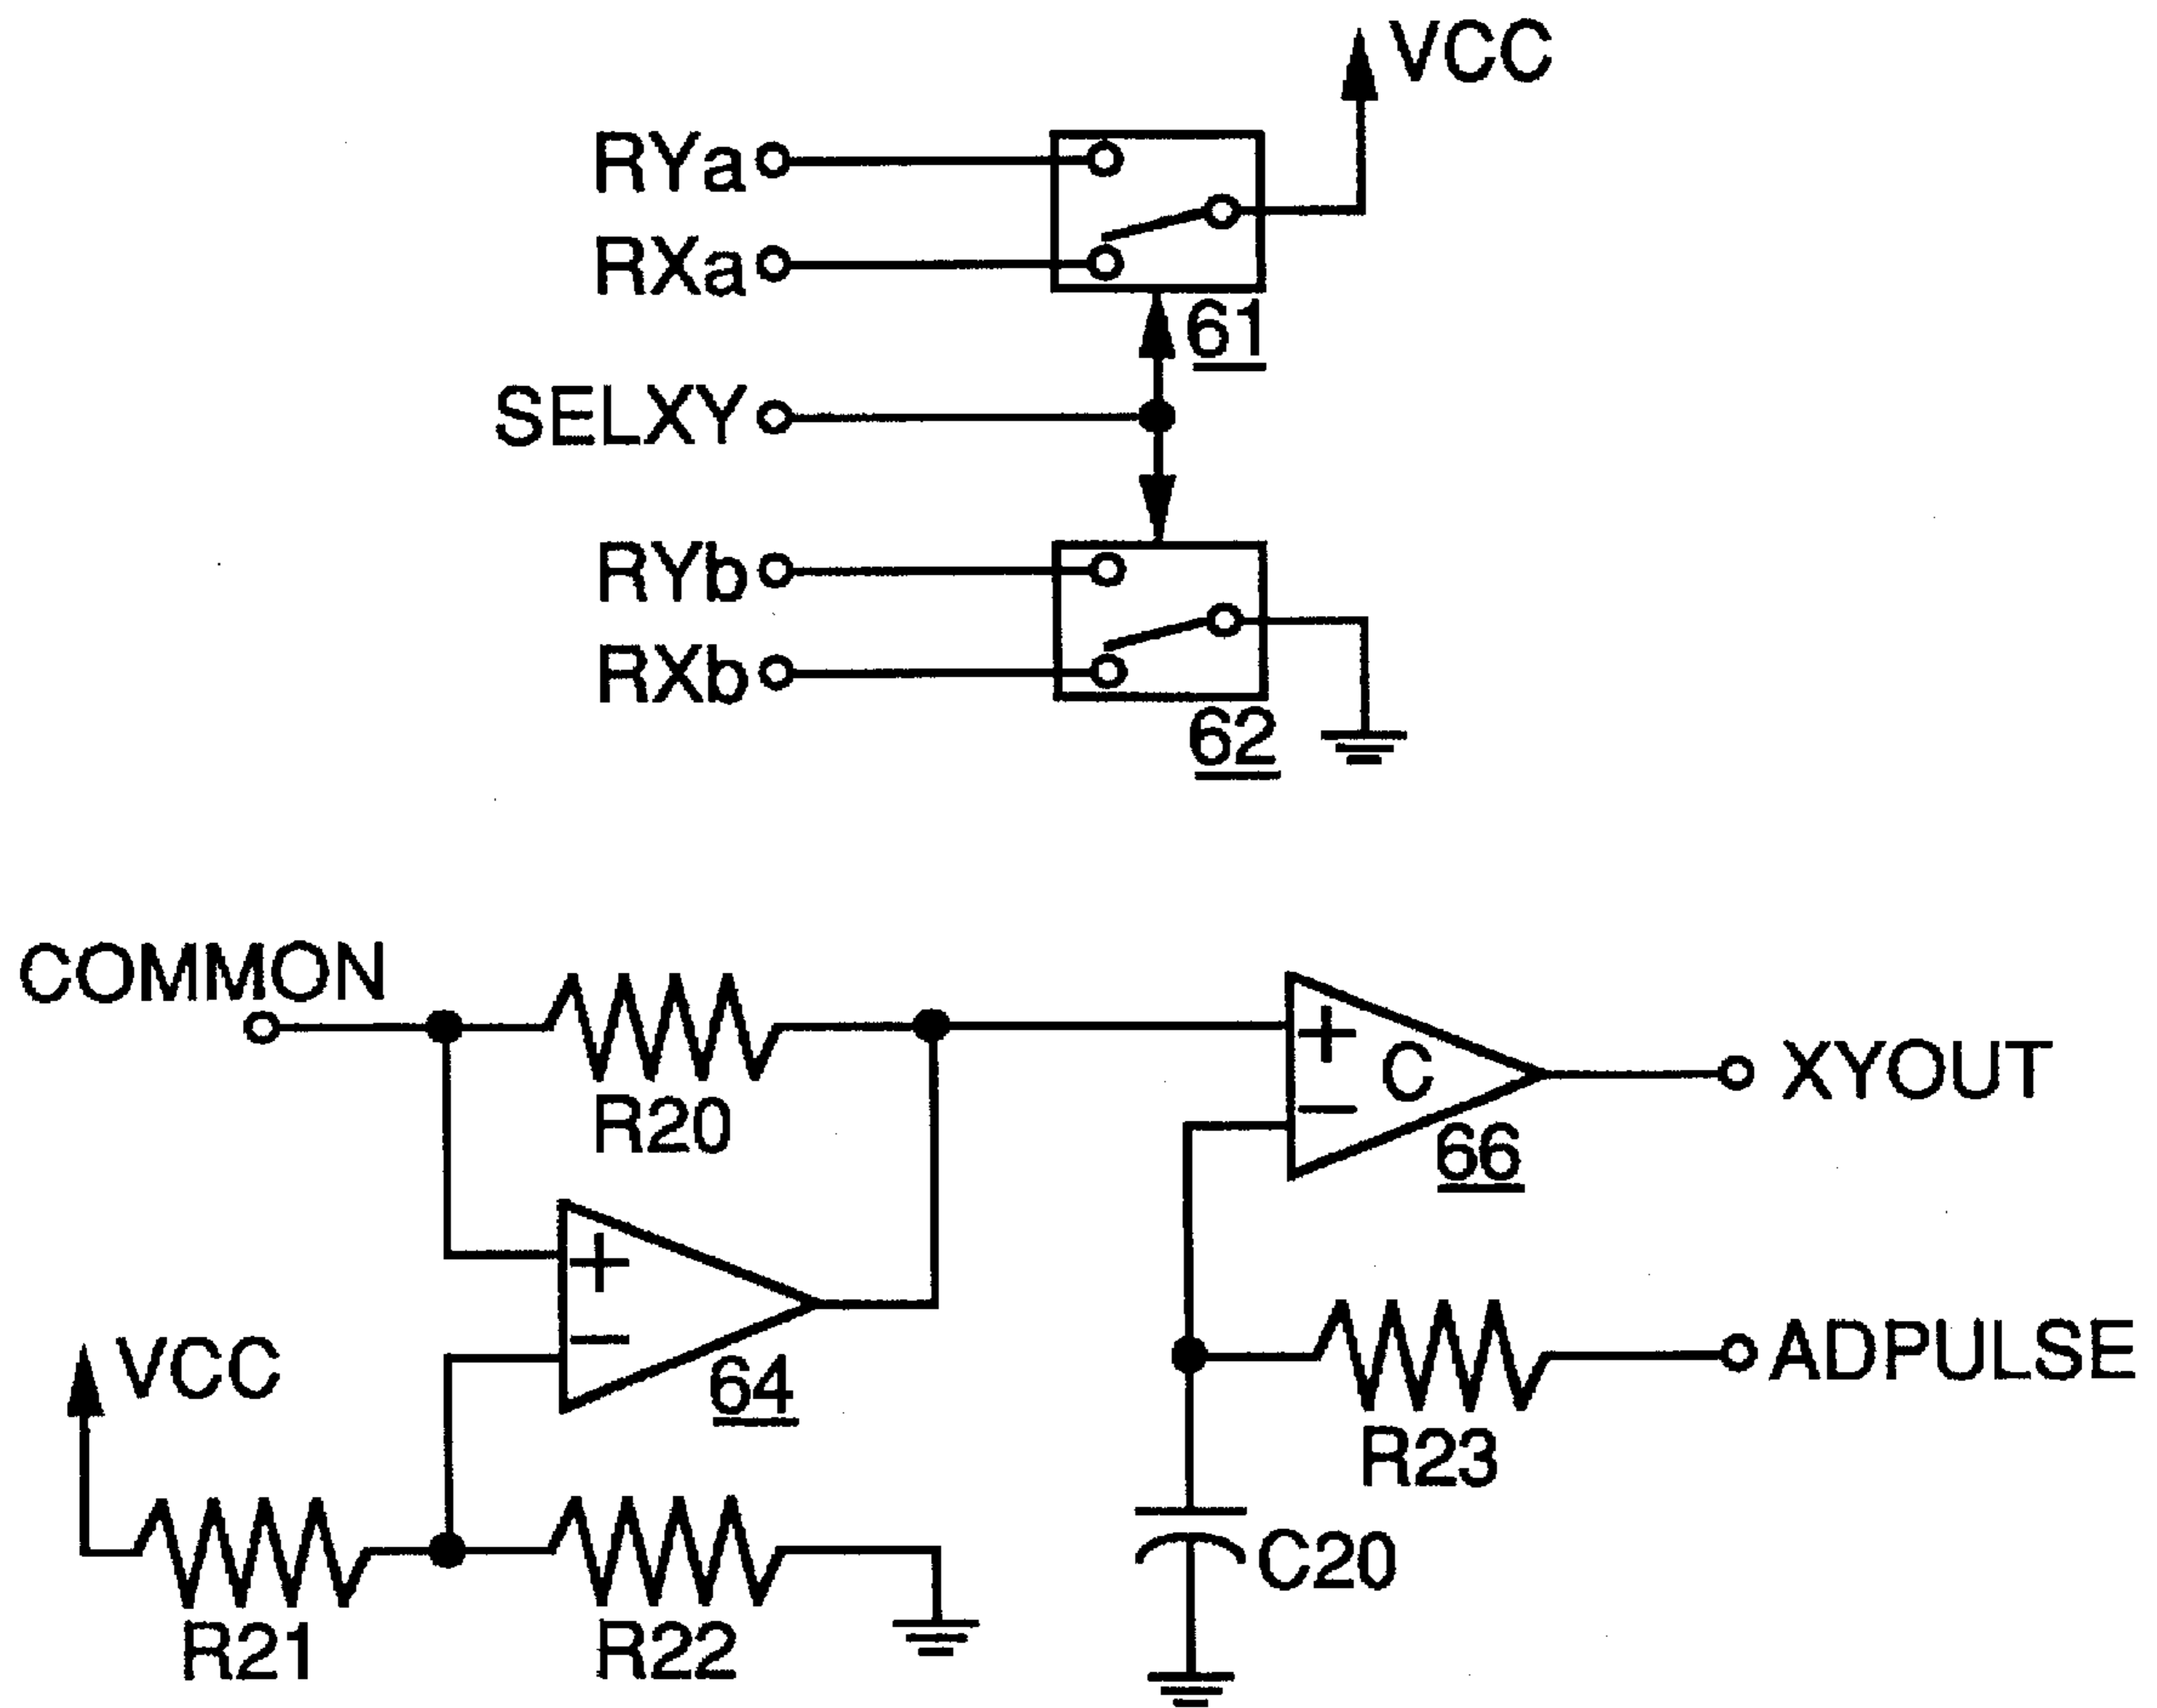 VCC
RYa
RXa
61
SELXY
RYb
RXb
62
COMMON
R20
+
−
C
66
XYOUT
+
−
64
VCC
ADPULSE
R23
R21
R22
C20